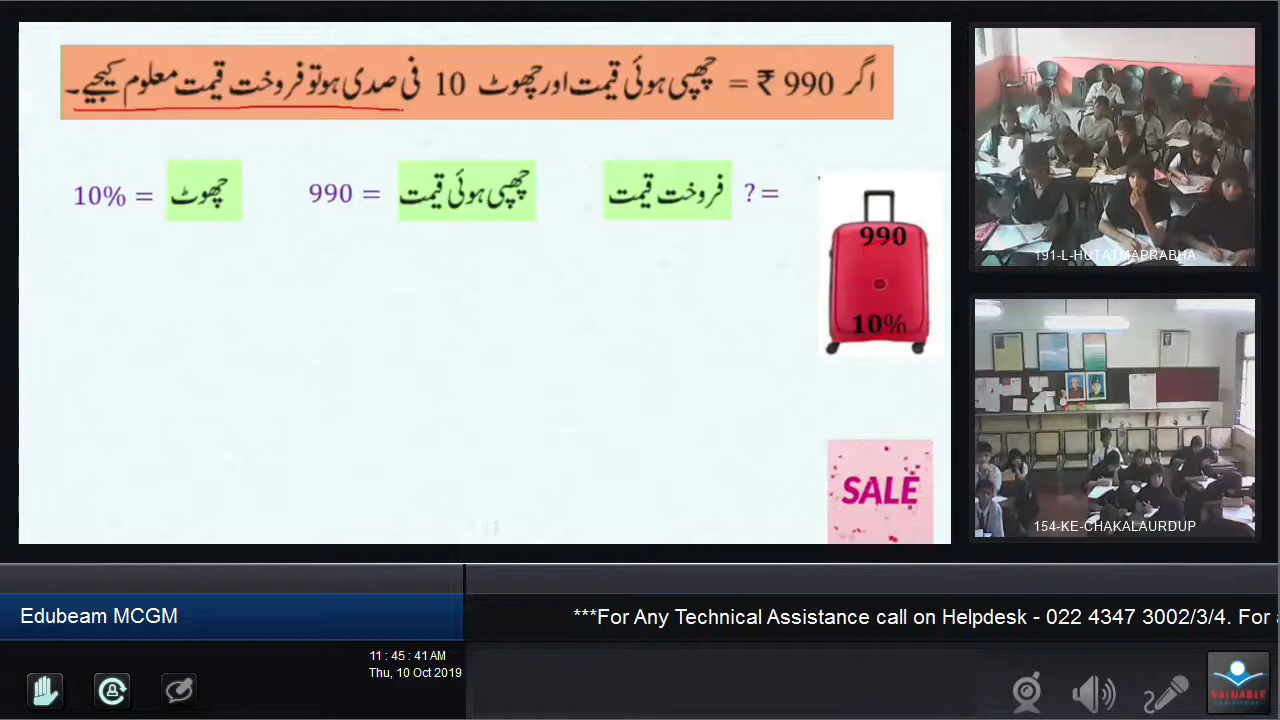 اگر 990 ₹ = چھپی ہوئی قیمت اور چھوٹ 10 فی صدی ہو تو فروخت قیمت معلوم کیجیے۔
فروخت قیمت ? =
چھپی ہوئی قیمت = 990
چھوٹ = 10%
990
10%
SALE
191-L-HUTATMAPRABHA
154-KE-CHAKALAURDUP
Edubeam MCGM
***For Any Technical Assistance call on Helpdesk - 022 4347 3002/3/4. For
11 : 45 : 41 AM
Thu, 10 Oct 2019
VALUABLE